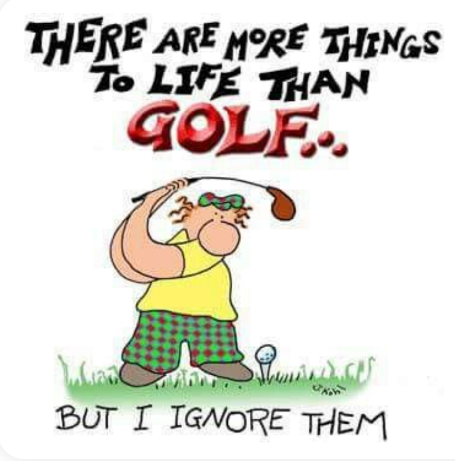 THERE ARE MORE THINGS
TO LIFE THAN
GOLF...
BUT I IGNORE THEM